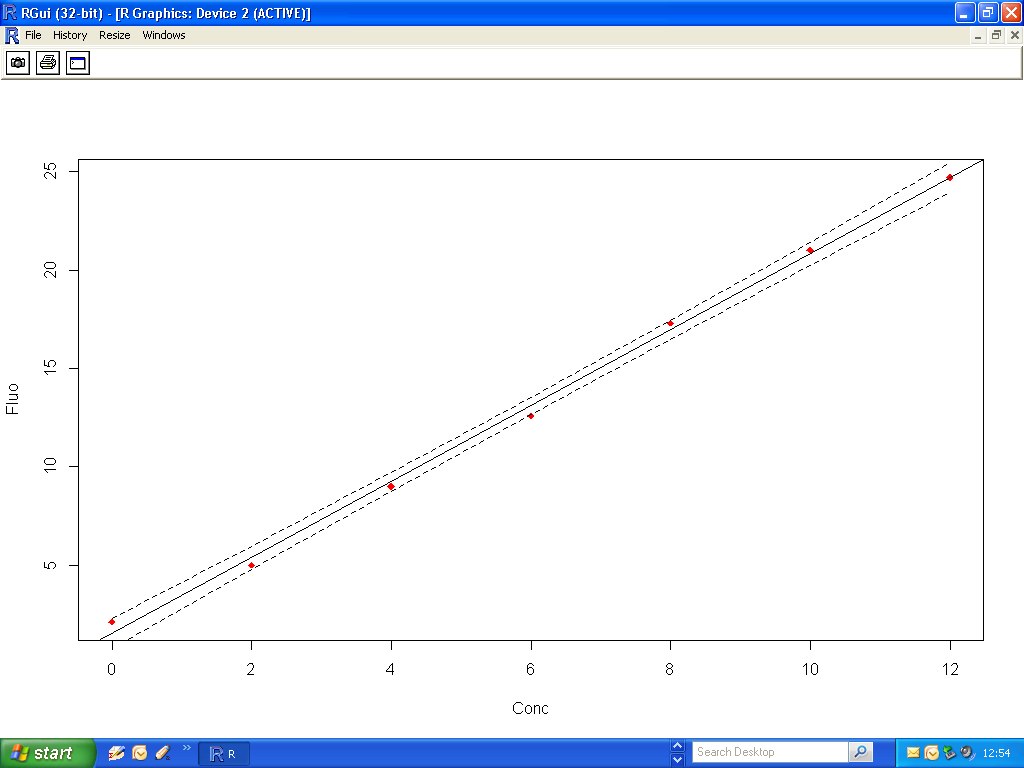 RGui (32-bit) - [R Graphics: Device 2 (ACTIVE)]
R File History Resize Windows
25
20
15
10
5
Fluo
0 2 4 6 8 10 12
Conc
start R R Search Desktop 12:54